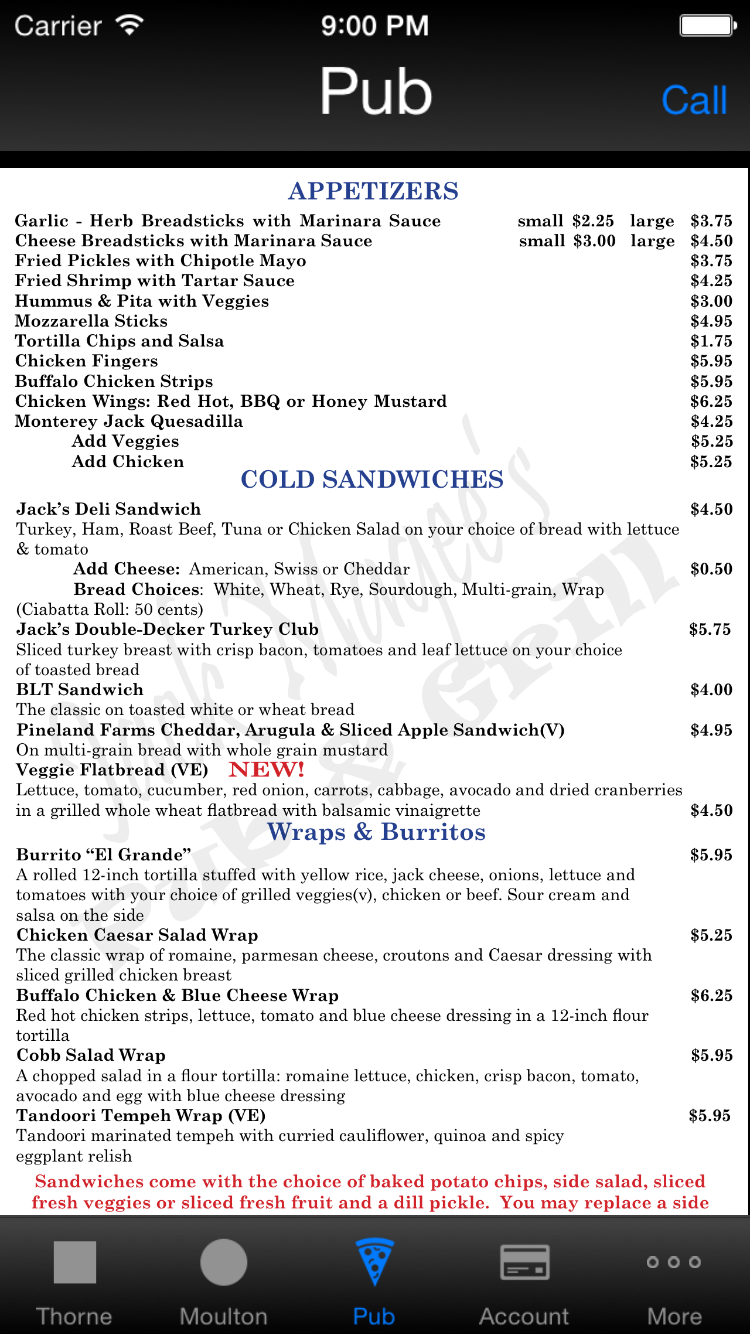 Carrier 9:00 PM
Pub
Call
APPETIZERS
Garlic - Herb Breadsticks with Marinara Sauce small $2.25 large $3.75
Cheese Breadsticks with Marinara Sauce small $3.00 large $4.50
Fried Pickles with Chipotle Mayo $3.75
Fried Shrimp with Tartar Sauce $4.25
Hummus & Pita with Veggies $3.00
Mozzarella Sticks $4.95
Tortilla Chips and Salsa $1.75
Chicken Fingers $5.95
Buffalo Chicken Strips $5.95
Chicken Wings: Red Hot, BBQ or Honey Mustard $6.25
Monterey Jack Quesadilla $4.25
Add Veggies $5.25
Add Chicken $5.25
COLD SANDWICHES
Jack's Deli Sandwich $4.50
Turkey, Ham, Roast Beef, Tuna or Chicken Salad on your choice of bread with lettuce
& tomato
Add Cheese: American, Swiss or Cheddar $0.50
Bread Choices: White, Wheat, Rye, Sourdough, Multi-grain, Wrap
(Ciabatta Roll: 50 cents)
Jack's Double-Decker Turkey Club $5.75
Sliced turkey breast with crisp bacon, tomatoes and leaf lettuce on your choice
of toasted bread
BLT Sandwich $4.00
The classic on toasted white or wheat bread
Pineland Farms Cheddar, Arugula & Sliced Apple Sandwich(V) $4.95
On multi-grain bread with whole grain mustard
Veggie Flatbread (VE) NEW!
Lettuce, tomato, cucumber, red onion, carrots, cabbage, avocado and dried cranberries
in a grilled whole wheat flatbread with balsamic vinaigrette $4.50
Wraps & Burritos
Burrito “El Grande” $5.95
A rolled 12-inch tortilla stuffed with yellow rice, jack cheese, onions, lettuce and
tomatoes with your choice of grilled veggies(v), chicken or beef. Sour cream and
salsa on the side
Chicken Caesar Salad Wrap $5.25
The classic wrap of romaine, parmesan cheese, croutons and Caesar dressing with
sliced grilled chicken breast
Buffalo Chicken & Blue Cheese Wrap $6.25
Red hot chicken strips, lettuce, tomato and blue cheese dressing in a 12-inch flour
tortilla
Cobb Salad Wrap $5.95
A chopped salad in a flour tortilla: romaine lettuce, chicken, crisp bacon, tomato,
avocado and egg with blue cheese dressing
Tandoori Tempeh Wrap (VE) $5.95
Tandoori marinated tempeh with curried cauliflower, quinoa and spicy
eggplant relish
Sandwiches come with the choice of baked potato chips, side salad, sliced
fresh veggies or sliced fresh fruit and a dill pickle. You may replace a side
Jack Magee's
Pub & Grill
Thorne Moulton Pub Account More